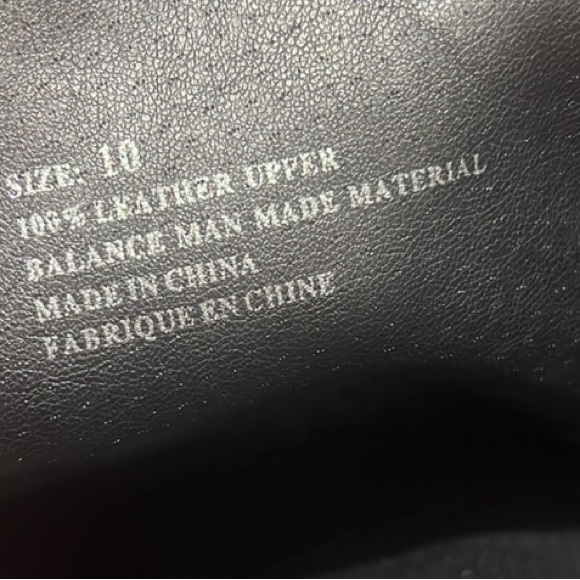 SIZE: 10
100% LEATHER UPPER
BALANCE MAN MADE MATERIAL
MADE IN CHINA
FABRIQUE EN CHINE